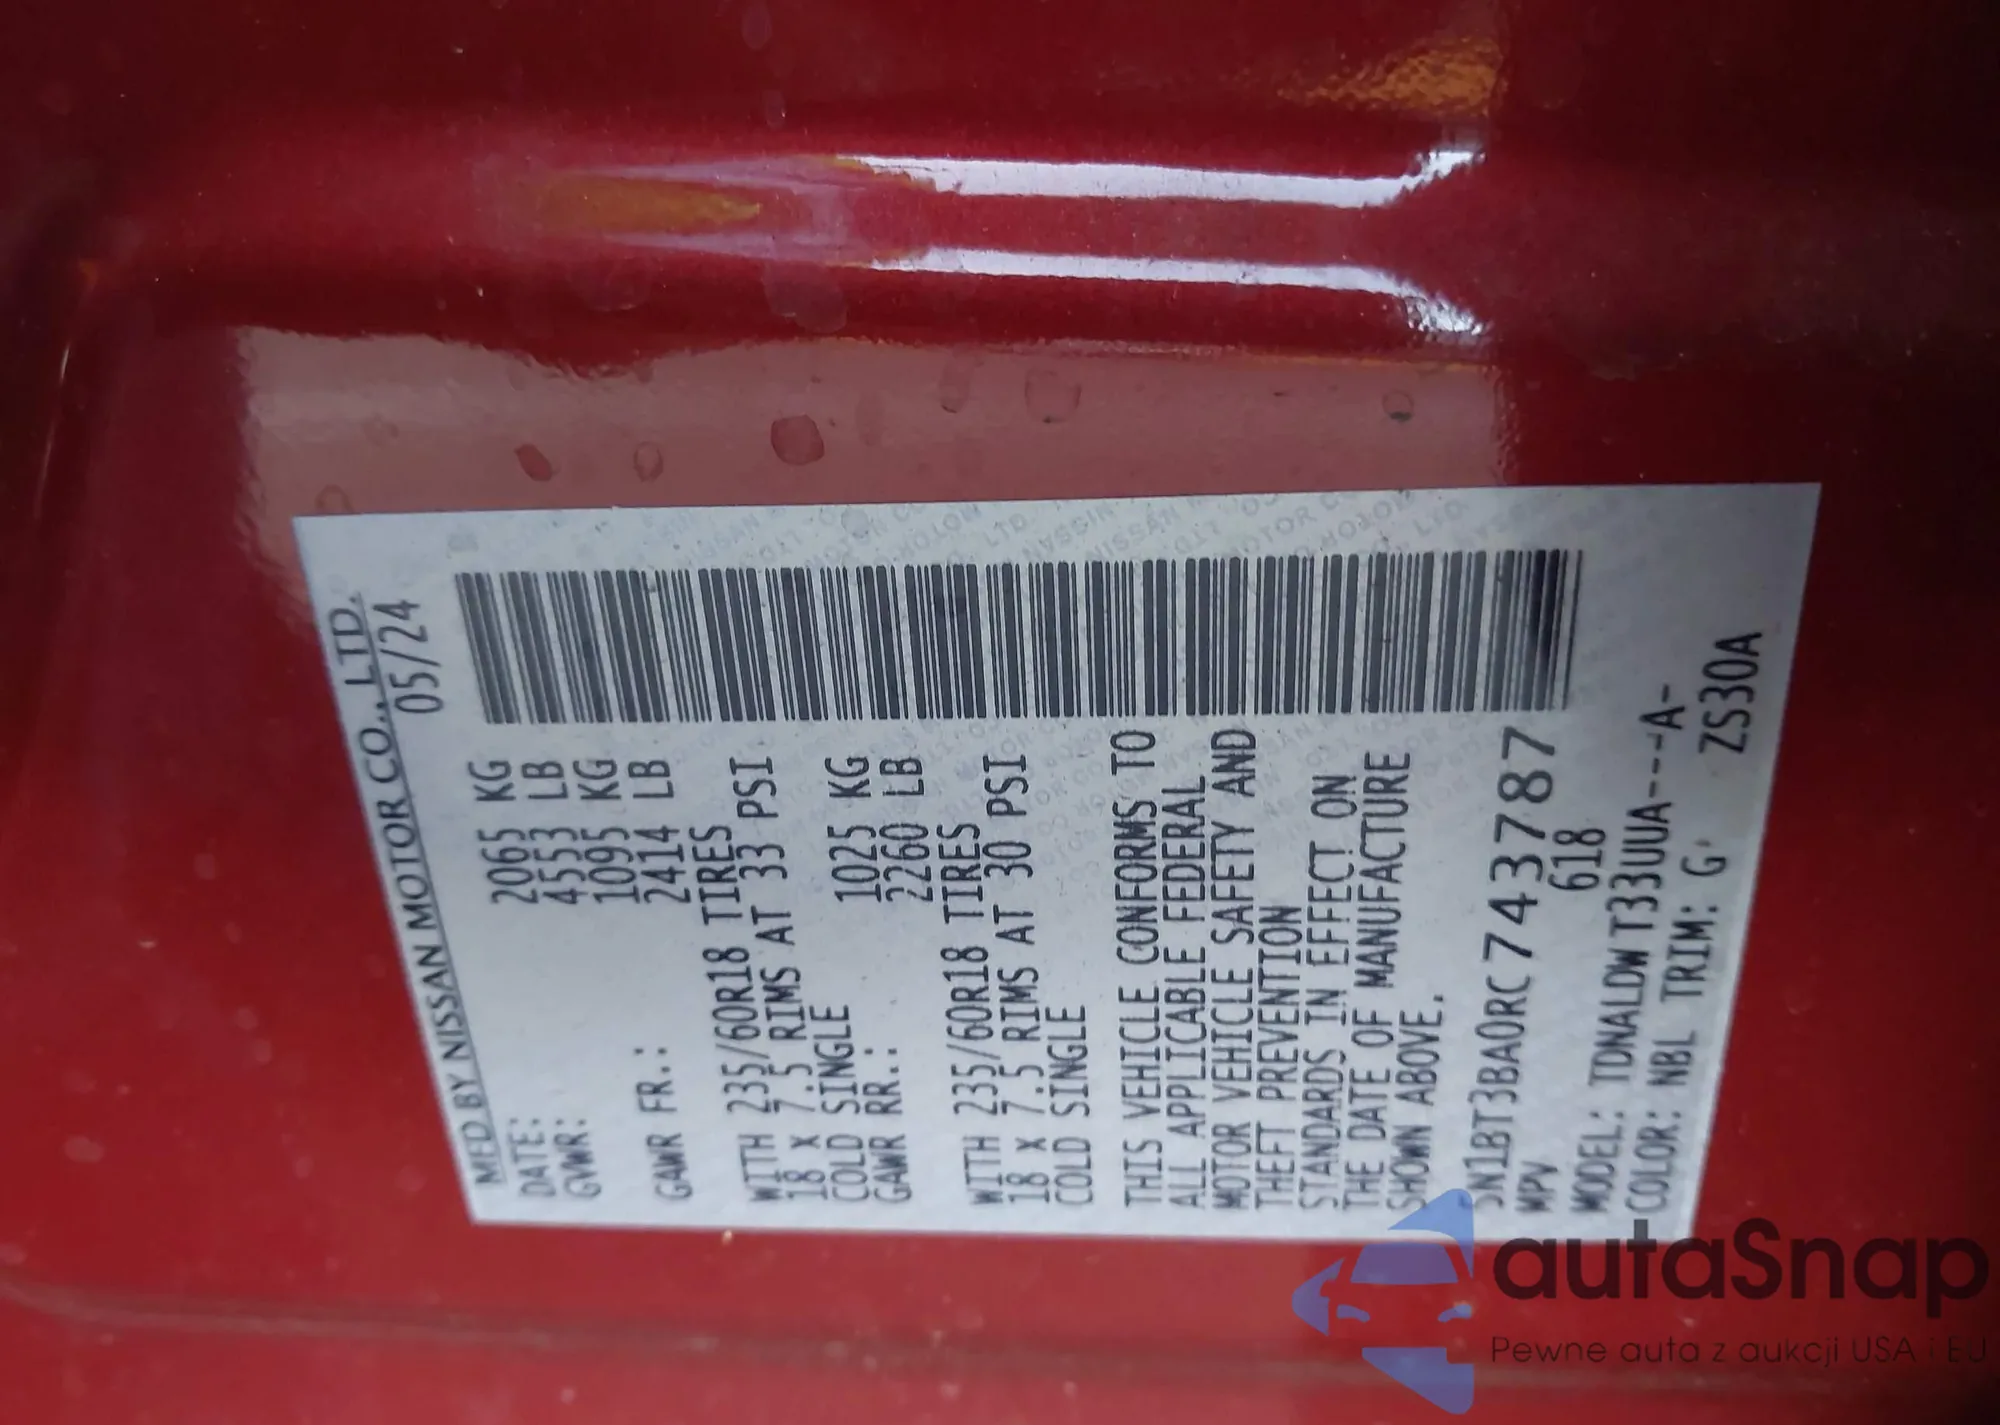 MFD BY NISSAN MOTOR CO., LTD.
DATE: 05/24
GVWR: 2065 KG
4553 LB
GAWR FR.: 1095 KG
2414 LB
WITH 235/60R18 TIRES
18 X 7.5 RIMS AT 33 PSI
COLD SINGLE
GAWR RR.: 1025 KG
2260 LB
WITH 235/60R18 TIRES
18 X 7.5 RIMS AT 30 PSI
COLD SINGLE
THIS VEHICLE CONFORMS TO
ALL APPLICABLE FEDERAL
MOTOR VEHICLE SAFETY AND
THEFT PREVENTION
STANDARDS IN EFFECT ON
THE DATE OF MANUFACTURE
SHOWN ABOVE.
5N1BT3BA0RC743787
MPV 618
MODEL: TDNALDW T33UUA----A-
COLOR: NBL TRIM: G ZS30A
autaSnap
Pewne auta z aukcji USA i EU